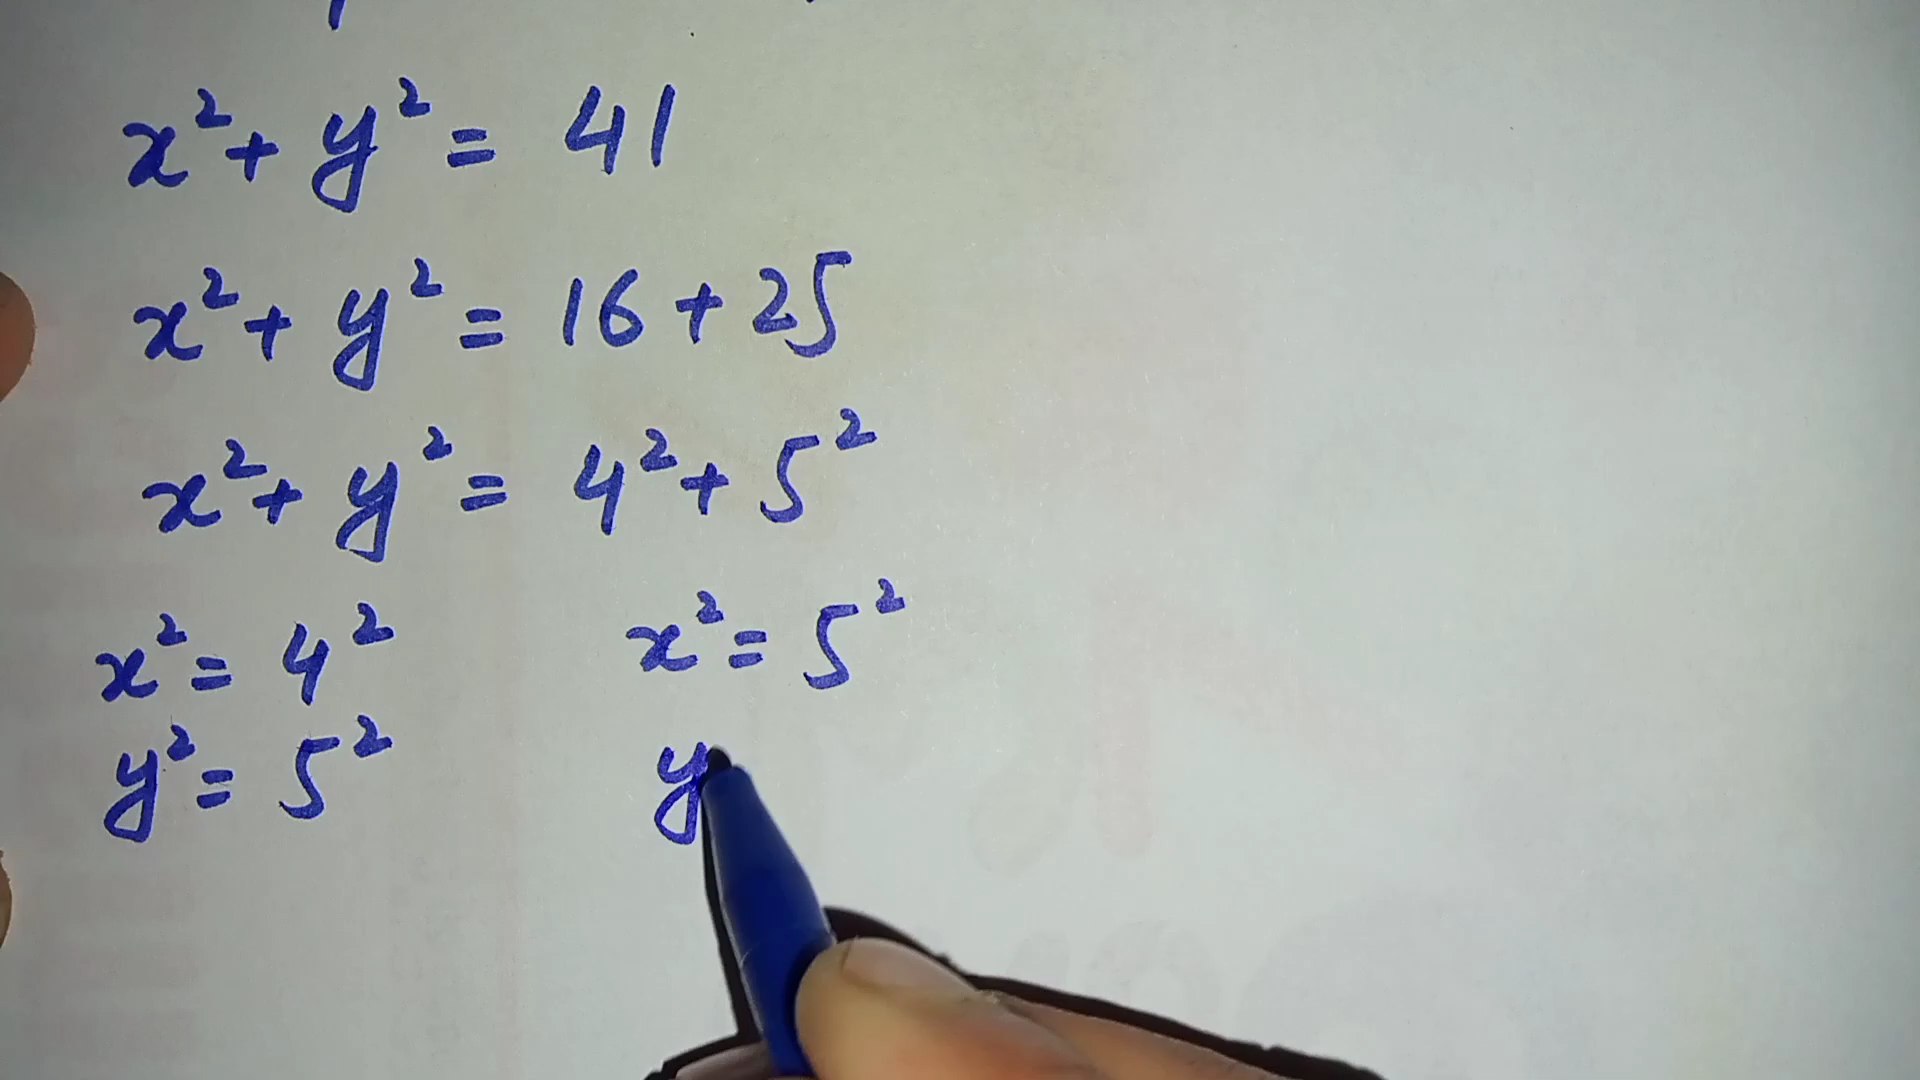 x² + y² = 41
x² + y² = 16 + 25
x² + y² = 4² + 5²
x² = 4² x² = 5²
y² = 5² y